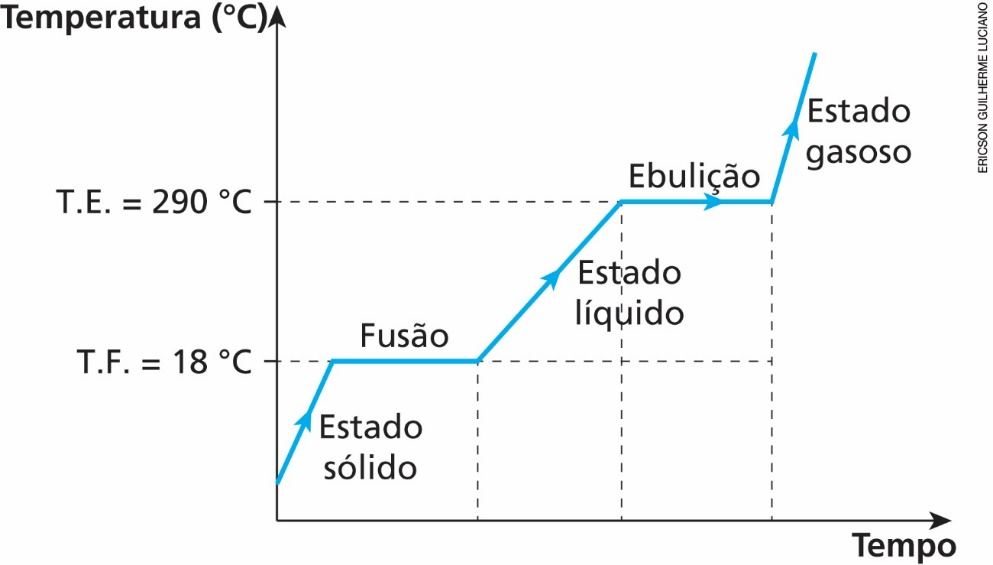 Temperatura (°C)
ERICSON GUILHERME LUCIANO
Estado
gasoso
Ebulição
T.E. = 290 °C
Estado
líquido
Fusão
T.F. = 18 °C
Estado
sólido
Tempo